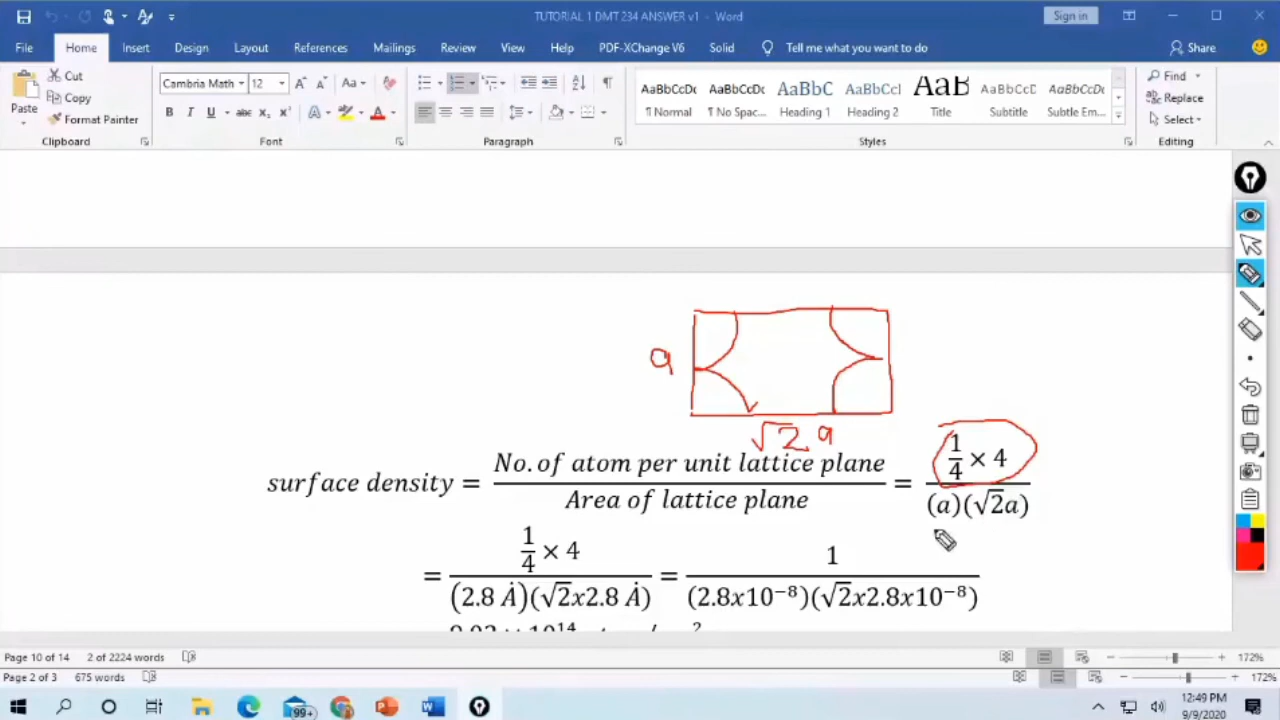 TUTORIAL 1 DMT 234 ANSWER v1 - Word
Sign in
File Home Insert Design Layout References Mailings Review View Help PDF-XChange V6 Solid Tell me what you want to do Share
Cut
Copy
Format Painter
Paste
Cambria Math 12
AaBbCcDc AaBbCcDc AaBbC AaBbCcI AaB AaBbCcD AaBbCcDc
¶ Normal ¶ No Spac... Heading 1 Heading 2 Title Subtitle Subtle Em...
Find
Replace
Select
Clipboard Font Paragraph Styles Editing
a
√2 a
surface density = No. of atom per unit lattice plane / Area of lattice plane = 1/4 × 4 / (a)(√2a)
= 1/4 × 4 / (2.8 Ȧ)(√2x2.8 Ȧ) = 1 / (2.8x10⁻⁸)(√2x2.8x10⁻⁸)
Page 10 of 14 2 of 2224 words 172%
Page 2 of 3 675 words 172%
99+
12:49 PM
9/9/2020